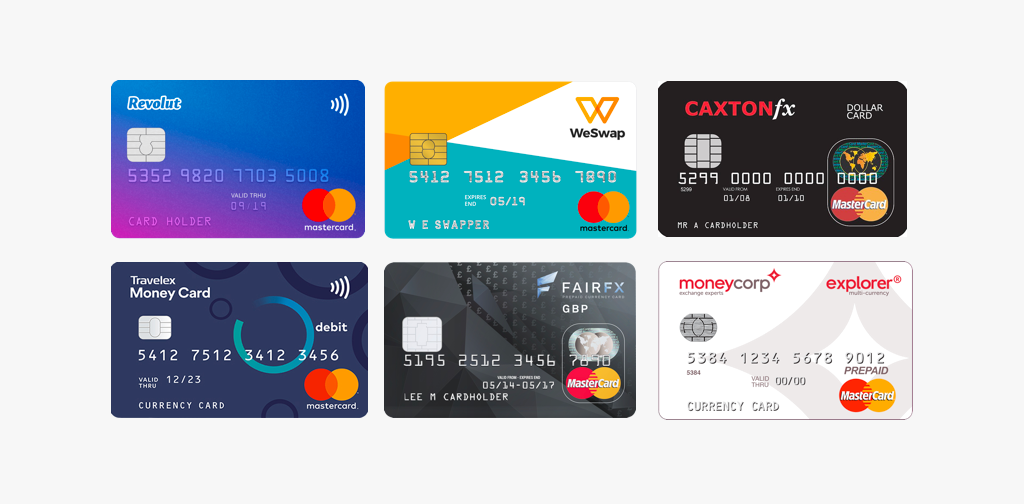 Revolut
5352 9820 7703 5008
VALID TRHU
09/19
CARD HOLDER
mastercard.
WeSwap
5412 7512 3456 7890
EXPIRES
END
05/19
W E SWAPPER
mastercard.
CAXTONfx
DOLLAR
CARD
5299 0000 0000 0000
5299
VALID FROM
EXPIRES END
01/08
01/10
MR A CARDHOLDER
MasterCard
Travelex
Money Card
debit
5412 7512 3412 3456
VALID
THRU
12/23
CURRENCY CARD
mastercard.
FAIRFX
PREPAID CURRENCY CARD
GBP
5195 2512 3456 7890
VALID FROM - EXPIRES END
05/14-05/17
LEE M CARDHOLDER
MasterCard
moneycorp
exchange experts
explorer®
multi-currency
5384 1234 5678 9012
5384
PREPAID
VALID
THRU
00/00
CURRENCY CARD
MasterCard